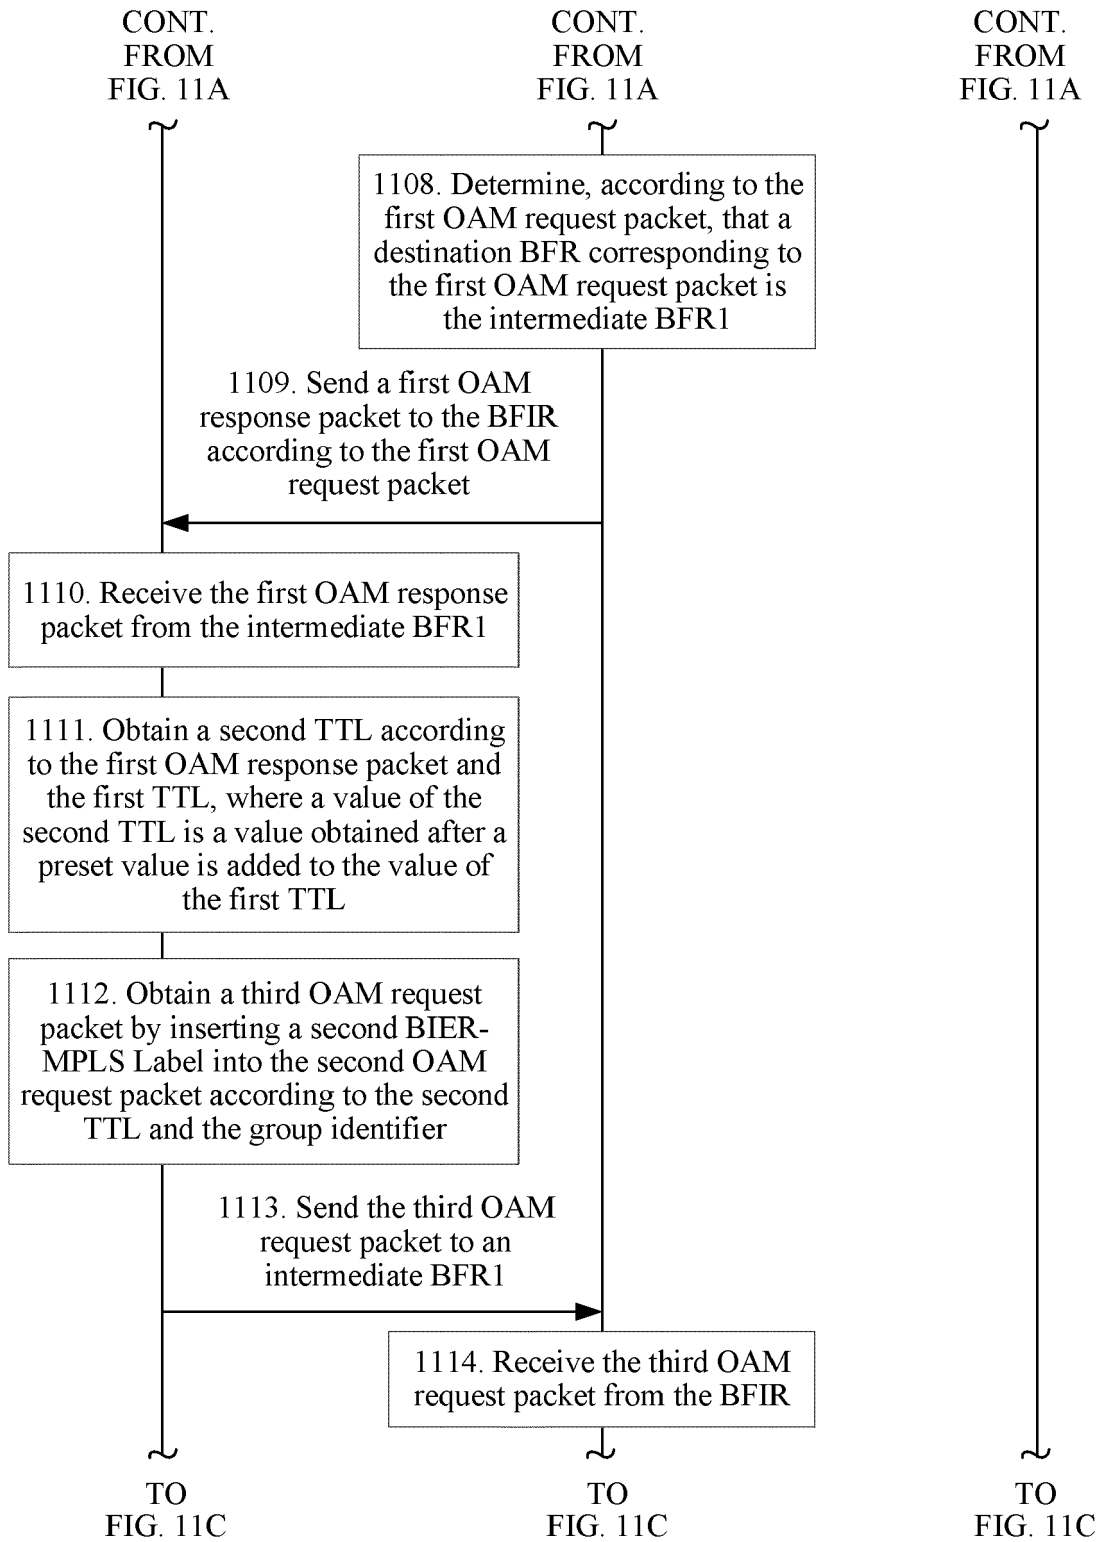 CONT.
FROM
FIG. 11A
CONT.
FROM
FIG. 11A
CONT.
FROM
FIG. 11A
1108. Determine, according to the
first OAM request packet, that a
destination BFR corresponding to
the first OAM request packet is
the intermediate BFR1
1109. Send a first OAM
response packet to the BFIR
according to the first OAM
request packet
1110. Receive the first OAM response
packet from the intermediate BFR1
1111. Obtain a second TTL according
to the first OAM response packet and
the first TTL, where a value of the
second TTL is a value obtained after a
preset value is added to the value of
the first TTL
1112. Obtain a third OAM request
packet by inserting a second BIER-
MPLS Label into the second OAM
request packet according to the second
TTL and the group identifier
1113. Send the third OAM
request packet to an
intermediate BFR1
1114. Receive the third OAM
request packet from the BFIR
TO
FIG. 11C
TO
FIG. 11C
TO
FIG. 11C